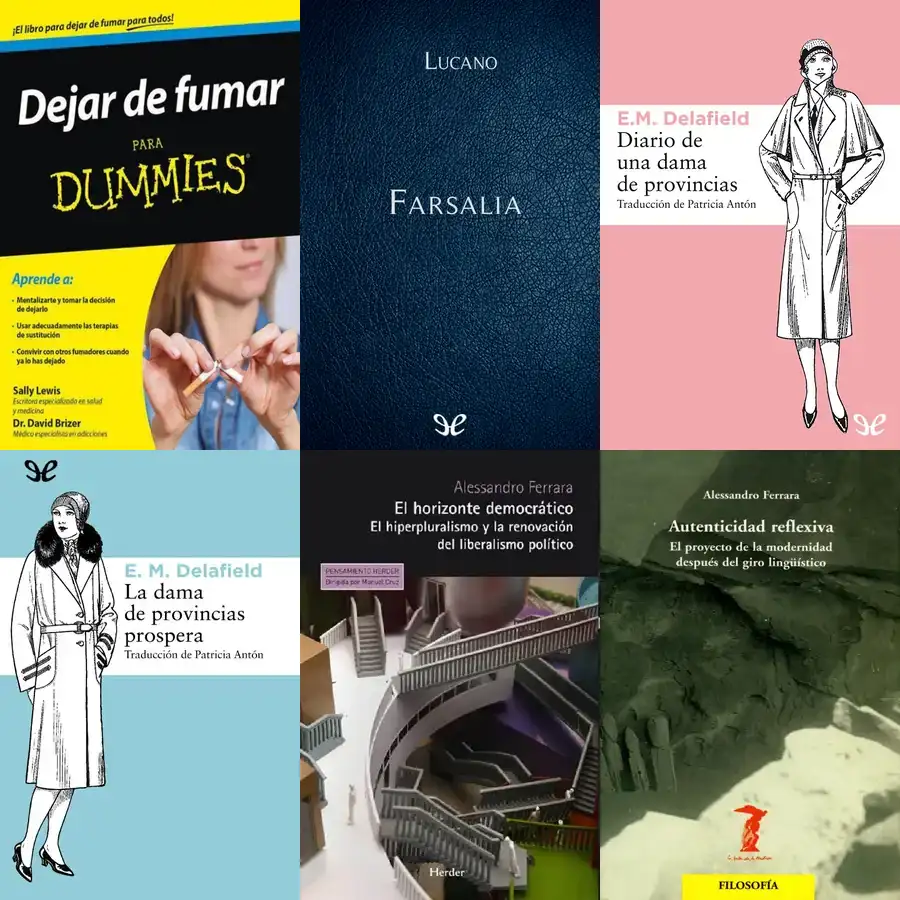 ¡El libro para dejar de fumar para todos!
Dejar de fumar
PARA
DUMMIES
Aprende a:
• Mentalizarte y tomar la decisión
de dejarlo
• Usar adecuadamente las terapias
de sustitución
• Convivir con otros fumadores cuando
ya lo has dejado
Sally Lewis
Escritora especializada en salud
y medicina
Dr. David Brizer
Médico especialista en adicciones
LUCANO
FARSALIA
E.M. Delafield
Diario de
una dama
de provincias
Traducción de Patricia Antón
E. M. Delafield
La dama
de provincias
prospera
Traducción de Patricia Antón
Alessandro Ferrara
El horizonte democrático
El hiperpluralismo y la renovación
del liberalismo político
PENSAMIENTO HERDER
Dirigida por Manuel Cruz
Herder
Alessandro Ferrara
Autenticidad reflexiva
El proyecto de la modernidad
después del giro lingüístico
FILOSOFÍA